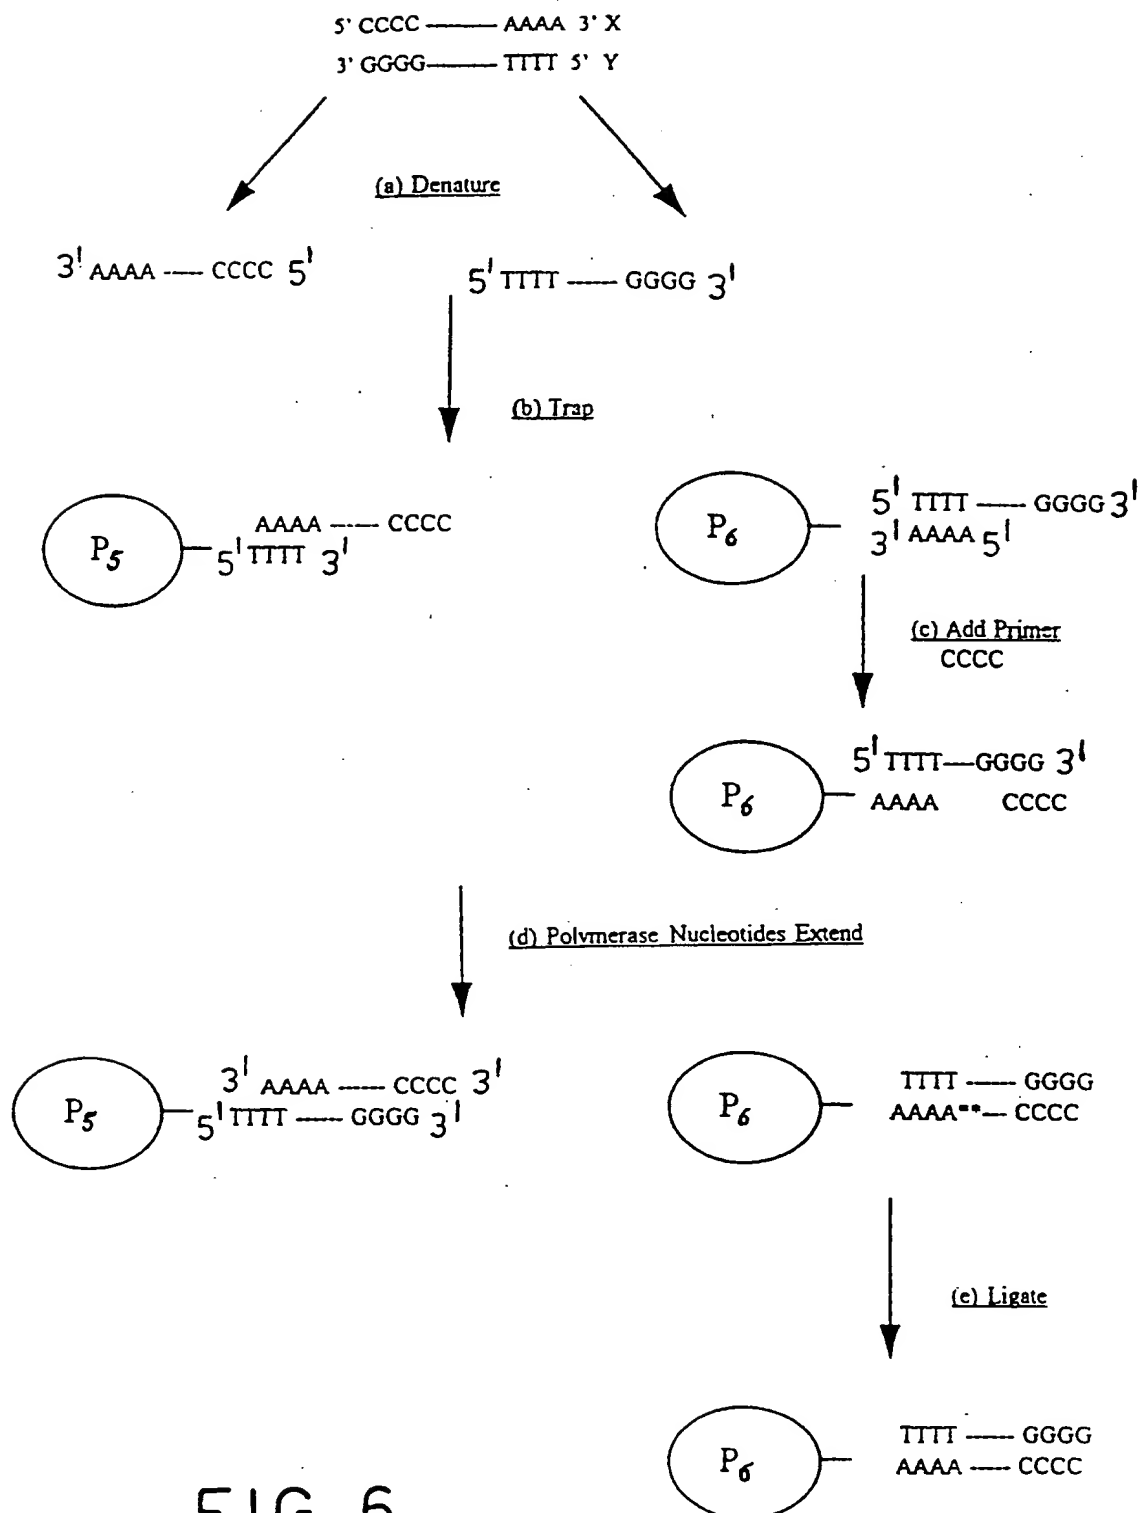 5' CCCC ——— AAAA 3' X
3' GGGG ——— TTTT 5' Y
(a) Denature
3' AAAA —— CCCC 5'
5' TTTT —— GGGG 3'
(b) Trap
P5
AAAA —— CCCC
5' TTTT 3'
P6
5' TTTT —— GGGG 3'
3' AAAA 5'
(c) Add Primer
CCCC
P6
5' TTTT—GGGG 3'
AAAA CCCC
(d) Polymerase Nucleotides Extend
P5
3' AAAA —— CCCC 3'
5' TTTT —— GGGG 3'
P6
TTTT —— GGGG
AAAA**— CCCC
(e) Ligate
P6
TTTT —— GGGG
AAAA —— CCCC
FIG 6